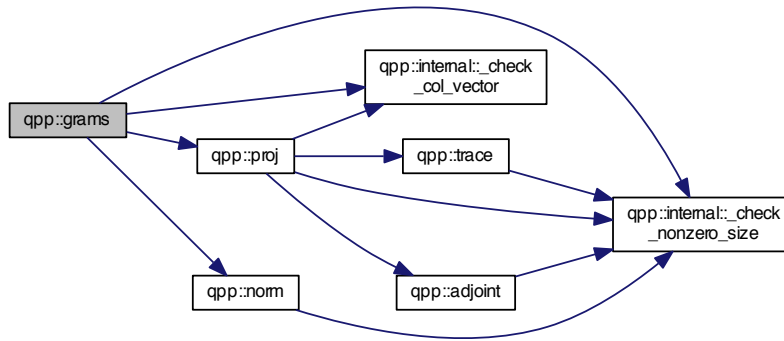 qpp::grams
qpp::internal::_check
_col_vector
qpp::proj
qpp::trace
qpp::internal::_check
_nonzero_size
qpp::norm
qpp::adjoint